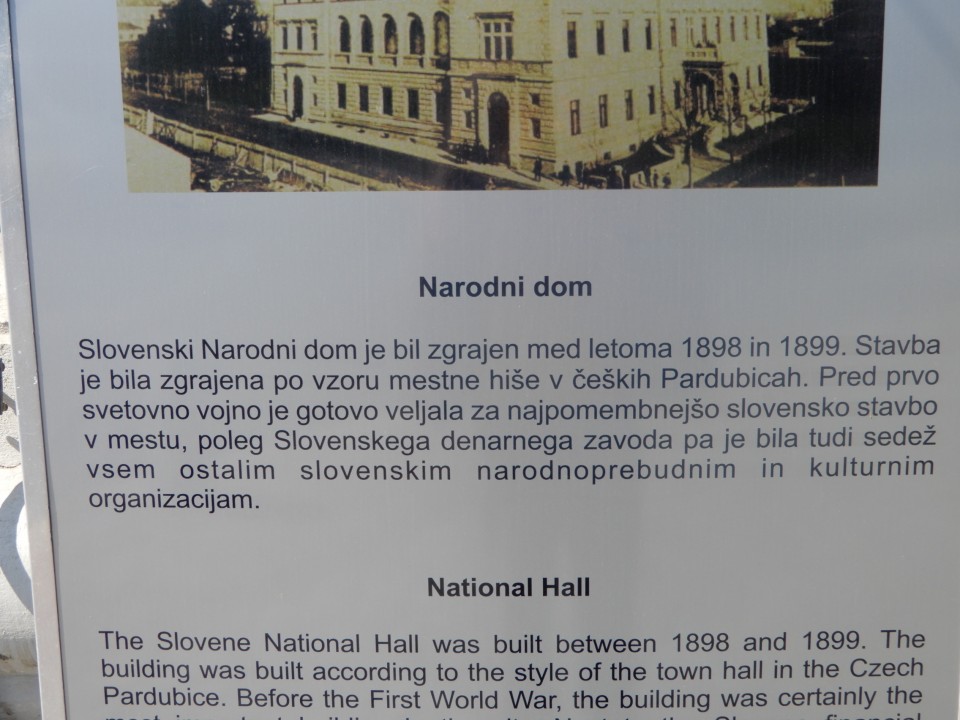 Narodni dom
Slovenski Narodni dom je bil zgrajen med letoma 1898 in 1899. Stavba
je bila zgrajena po vzoru mestne hiše v čeških Pardubicah. Pred prvo
svetovno vojno je gotovo veljala za najpomembnejšo slovensko stavbo
v mestu, poleg Slovenskega denarnega zavoda pa je bila tudi sedež
vsem ostalim slovenskim narodnoprebudnim in kulturnim
organizacijam.
National Hall
The Slovene National Hall was built between 1898 and 1899. The
building was built according to the style of the town hall in the Czech
Pardubice. Before the First World War, the building was certainly the